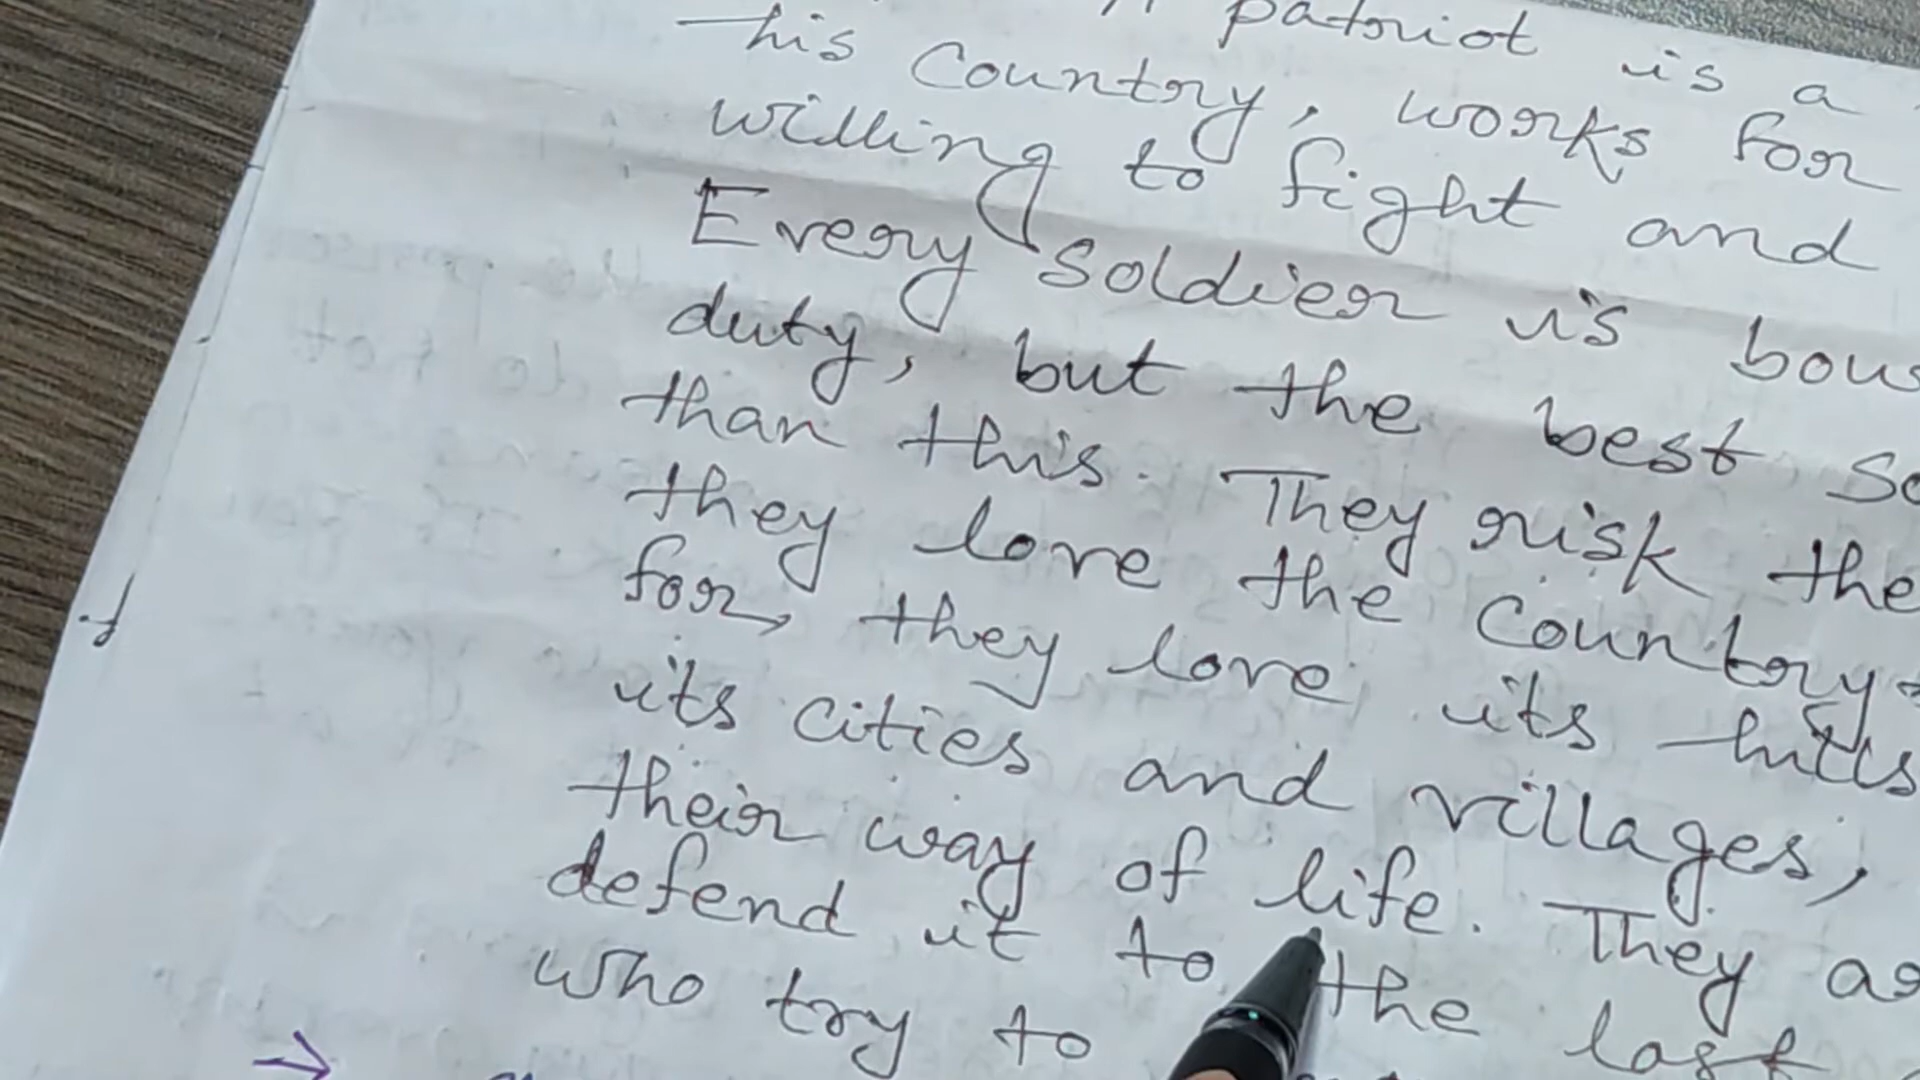 A patriot is a
his Country, works for
willing to fight and
Every soldier is
duty, but the best
than this. They risk the
they love the Country
for, they love its hills
its cities and villages,
their way of life. They
defend it to the last
who try to